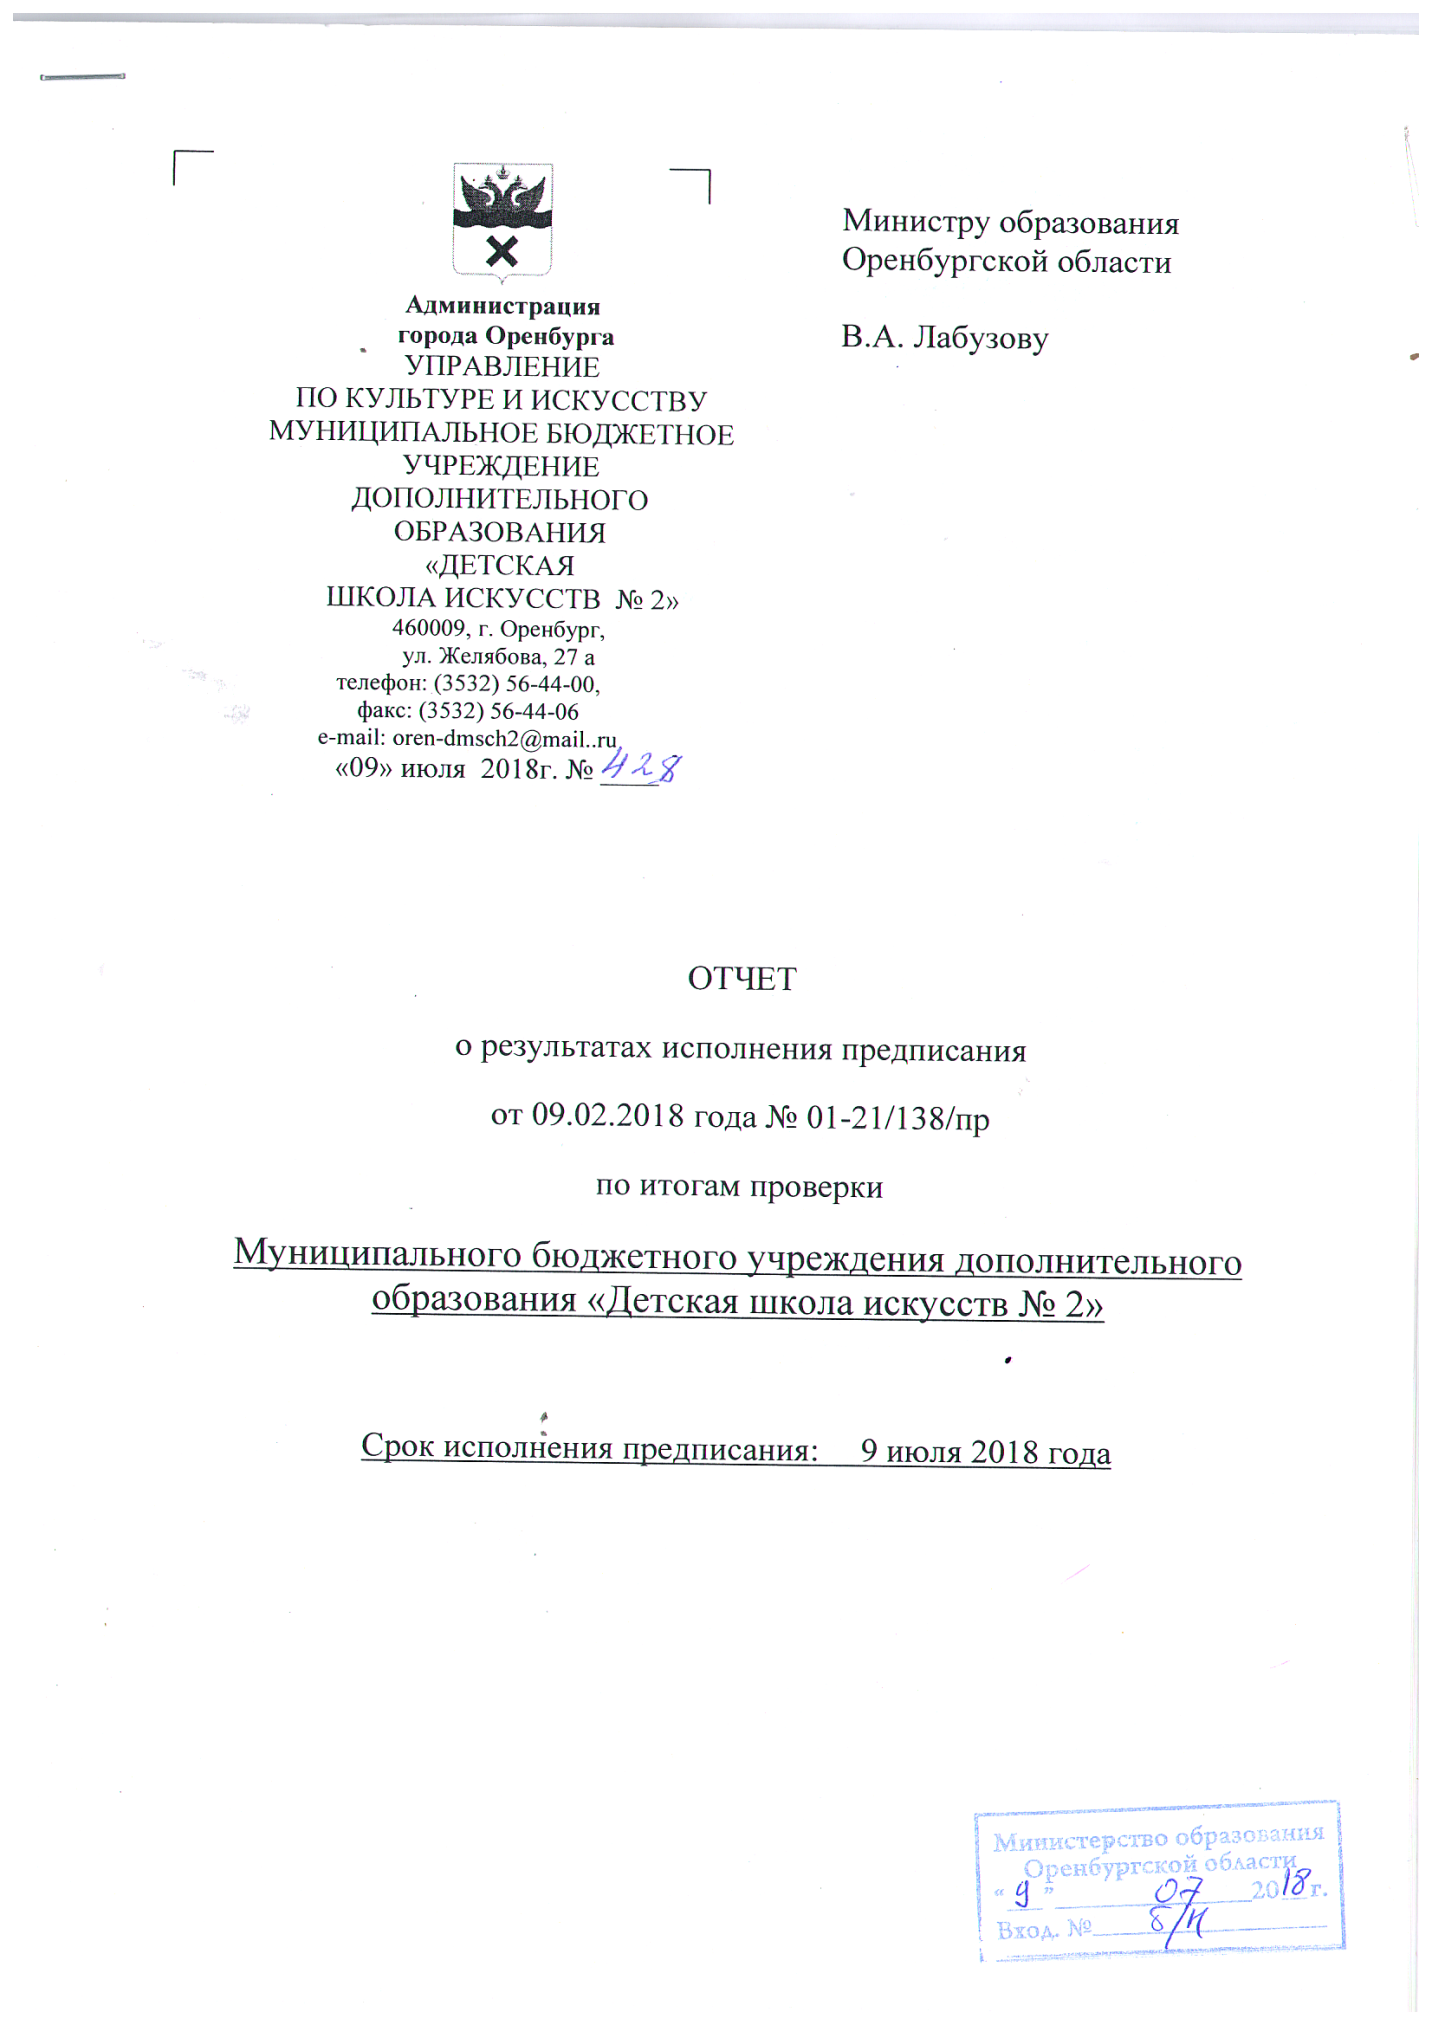 Администрация
города Оренбурга
УПРАВЛЕНИЕ
ПО КУЛЬТУРЕ И ИСКУССТВУ
МУНИЦИПАЛЬНОЕ БЮДЖЕТНОЕ
УЧРЕЖДЕНИЕ
ДОПОЛНИТЕЛЬНОГО
ОБРАЗОВАНИЯ
«ДЕТСКАЯ
ШКОЛА ИСКУССТВ № 2»
460009, г. Оренбург,
ул. Желябова, 27 а
телефон: (3532) 56-44-00,
факс: (3532) 56-44-06
e-mail: oren-dmsch2@mail..ru
«09» июля 2018г. № 428
Министру образования
Оренбургской области
В.А. Лабузову
ОТЧЕТ
о результатах исполнения предписания
от 09.02.2018 года № 01-21/138/пр
по итогам проверки
Муниципального бюджетного учреждения дополнительного
образования «Детская школа искусств № 2»
Срок исполнения предписания: 9 июля 2018 года
Министерство образования
Оренбургской области
“ 9 ” 07 2018 г.
Вход. № б/н